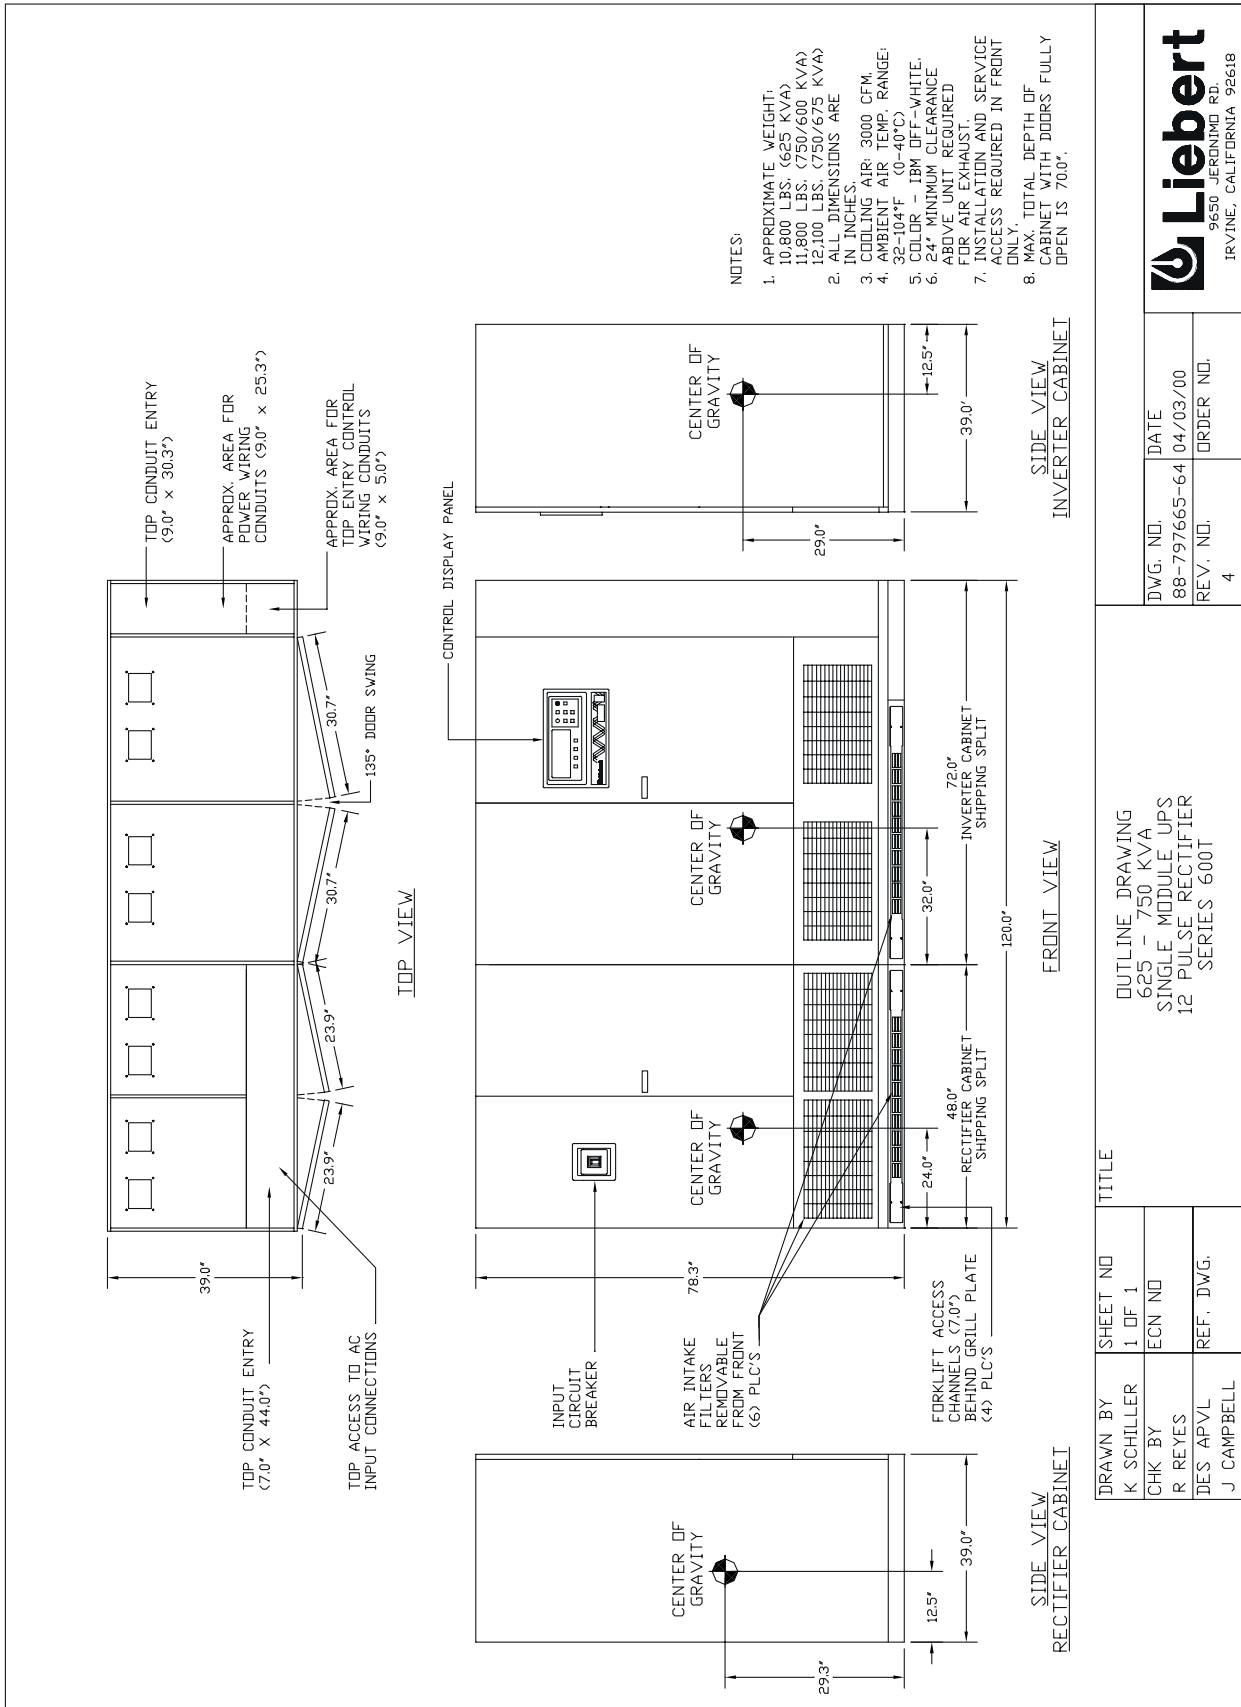 TOP CONDUIT ENTRY
(7.0" X 44.0")
TOP ACCESS TO AC
INPUT CONNECTIONS
39.0"
23.9"
23.9"
30.7"
30.7"
135° DOOR SWING
TOP CONDUIT ENTRY
(9.0" x 30.3")
APPROX. AREA FOR
POWER WIRING
CONDUITS (9.0" x 25.3")
APPROX. AREA FOR
TOP ENTRY CONTROL
WIRING CONDUITS
(9.0" x 5.0")
TOP VIEW
CENTER OF
GRAVITY
29.3"
12.5"
39.0"
SIDE VIEW
RECTIFIER CABINET
INPUT
CIRCUIT
BREAKER
AIR INTAKE
FILTERS
REMOVABLE
FROM FRONT
(6) PLC'S
FORKLIFT ACCESS
CHANNELS (7.0")
BEHIND GRILL PLATE
(4) PLC'S
78.3"
CONTROL DISPLAY PANEL
CENTER OF
GRAVITY
CENTER OF
GRAVITY
24.0"
32.0"
48.0"
RECTIFIER CABINET
SHIPPING SPLIT
72.0"
INVERTER CABINET
SHIPPING SPLIT
120.0"
FRONT VIEW
CENTER OF
GRAVITY
29.0"
12.5"
39.0'
SIDE VIEW
INVERTER CABINET
NOTES:
1. APPROXIMATE WEIGHT:
10,800 LBS. (625 KVA)
11,800 LBS. (750/600 KVA)
12,100 LBS. (750/675 KVA)
2. ALL DIMENSIONS ARE
IN INCHES.
3. COOLING AIR: 3000 CFM.
4. AMBIENT AIR TEMP. RANGE:
32-104°F (0-40°C)
5. COLOR - IBM OFF-WHITE.
6. 24" MINIMUM CLEARANCE
ABOVE UNIT REQUIRED
FOR AIR EXHAUST.
7. INSTALLATION AND SERVICE
ACCESS REQUIRED IN FRONT
ONLY.
8. MAX. TOTAL DEPTH OF
CABINET WITH DOORS FULLY
OPEN IS 70.0".
DRAWN BY
K SCHILLER
CHK BY
R REYES
DES APVL
J CAMPBELL
SHEET NO
1 OF 1
ECN NO
REF. DWG.
TITLE
OUTLINE DRAWING
625 - 750 KVA
SINGLE MODULE UPS
12 PULSE RECTIFIER
SERIES 600T
DWG. NO.
88-797665-64
REV. NO.
4
DATE
04/03/00
ORDER NO.
Liebert
9650 JERONIMO RD.
IRVINE, CALIFORNIA 92618